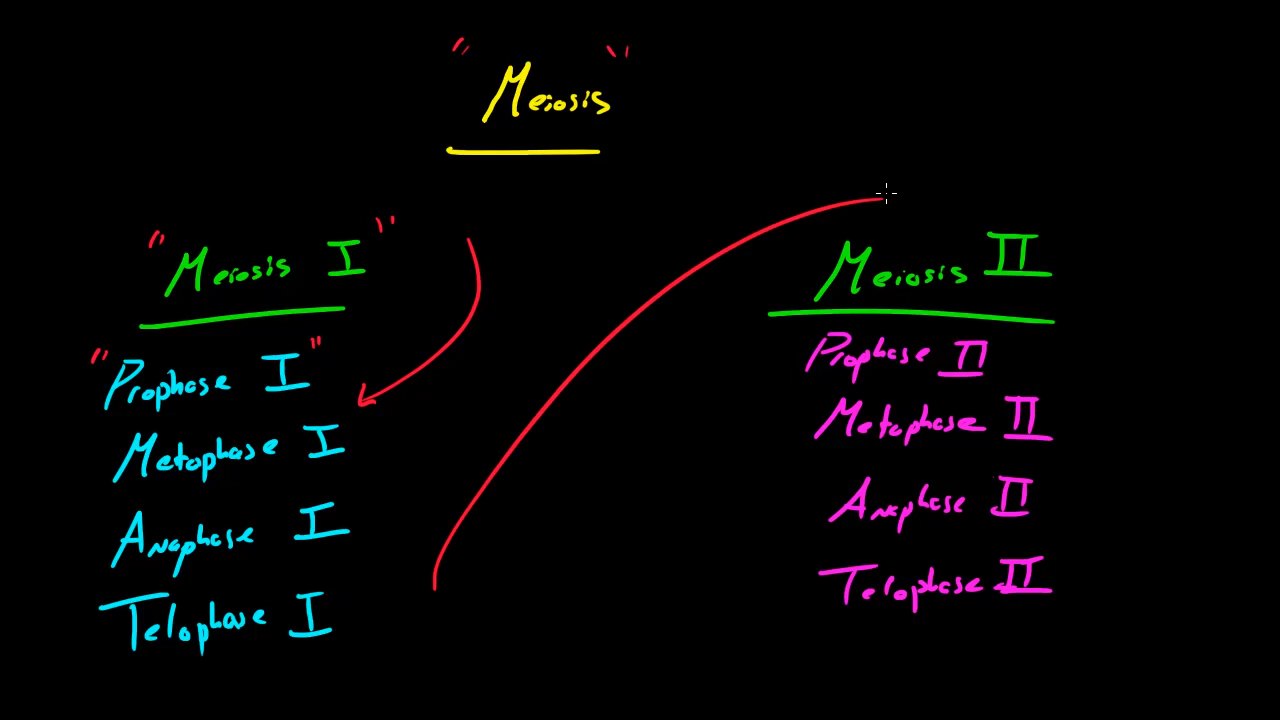 "Meiosis"
"Meiosis I"
"Prophase I"
Metaphase I
Anaphase I
Telophase I
Meiosis II
Prophase II
Metaphase II
Anaphase II
Telophase II